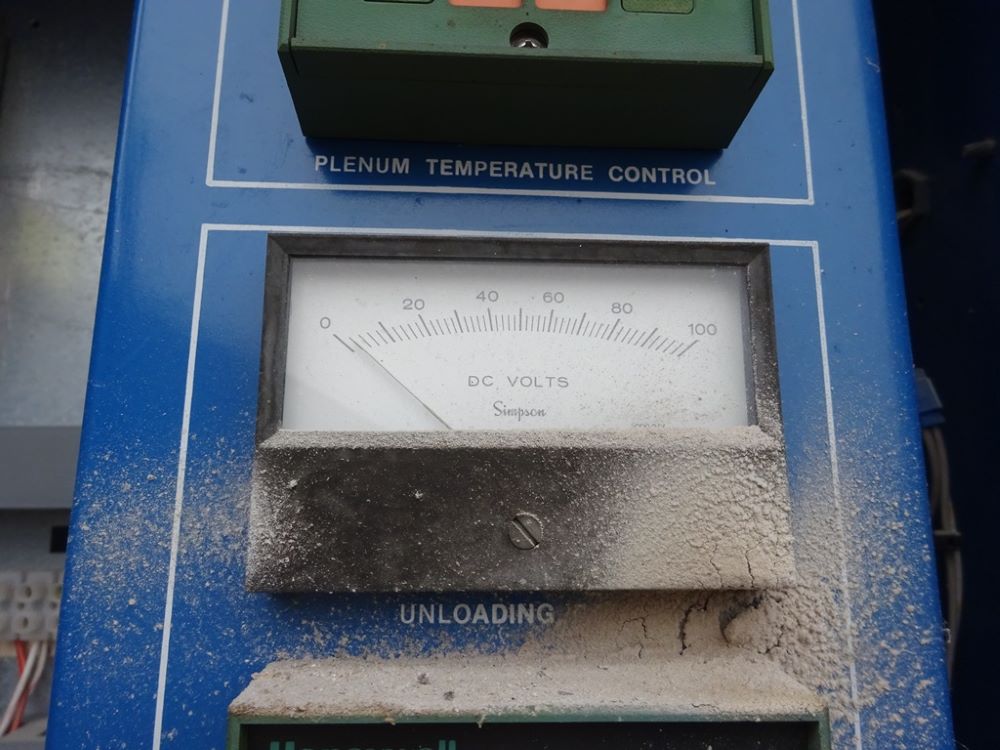 PLENUM TEMPERATURE CONTROL
0 20 40 60 80 100
DC VOLTS
Simpson
UNLOADING